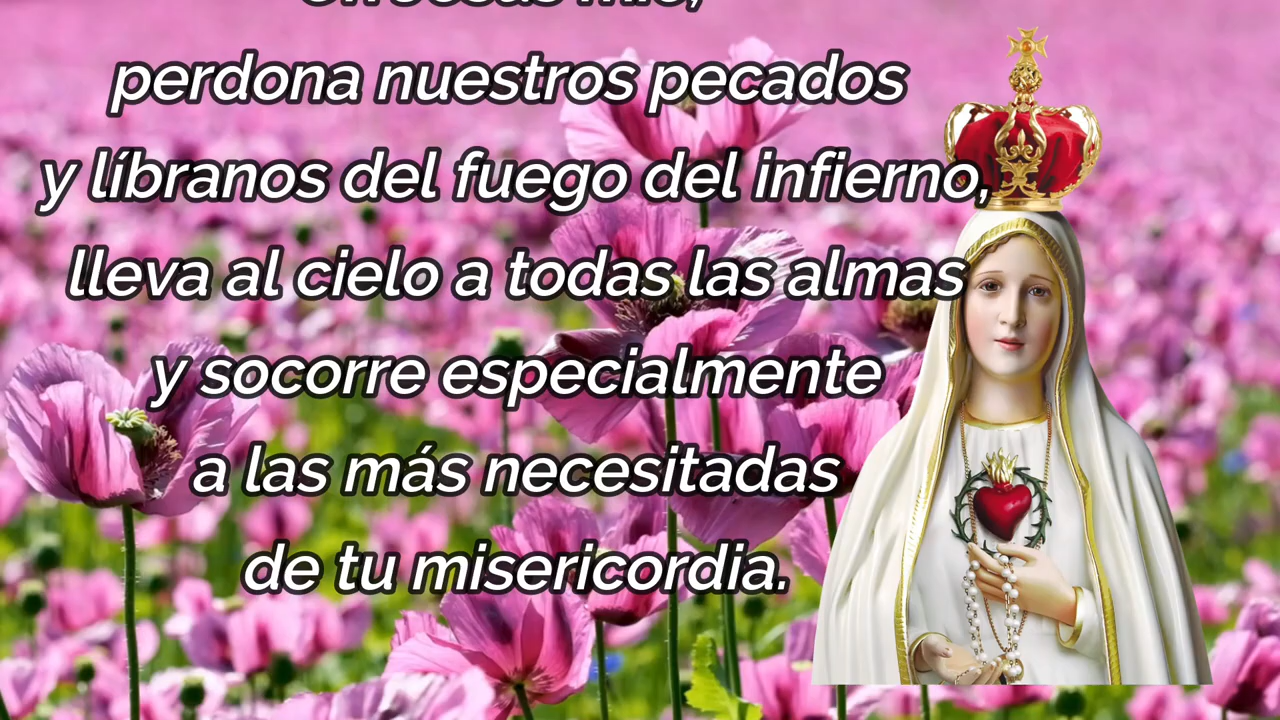 perdona nuestros pecados
y líbranos del fuego del infierno,
lleva al cielo a todas las almas
y socorre especialmente
a las más necesitadas
de tu misericordia.